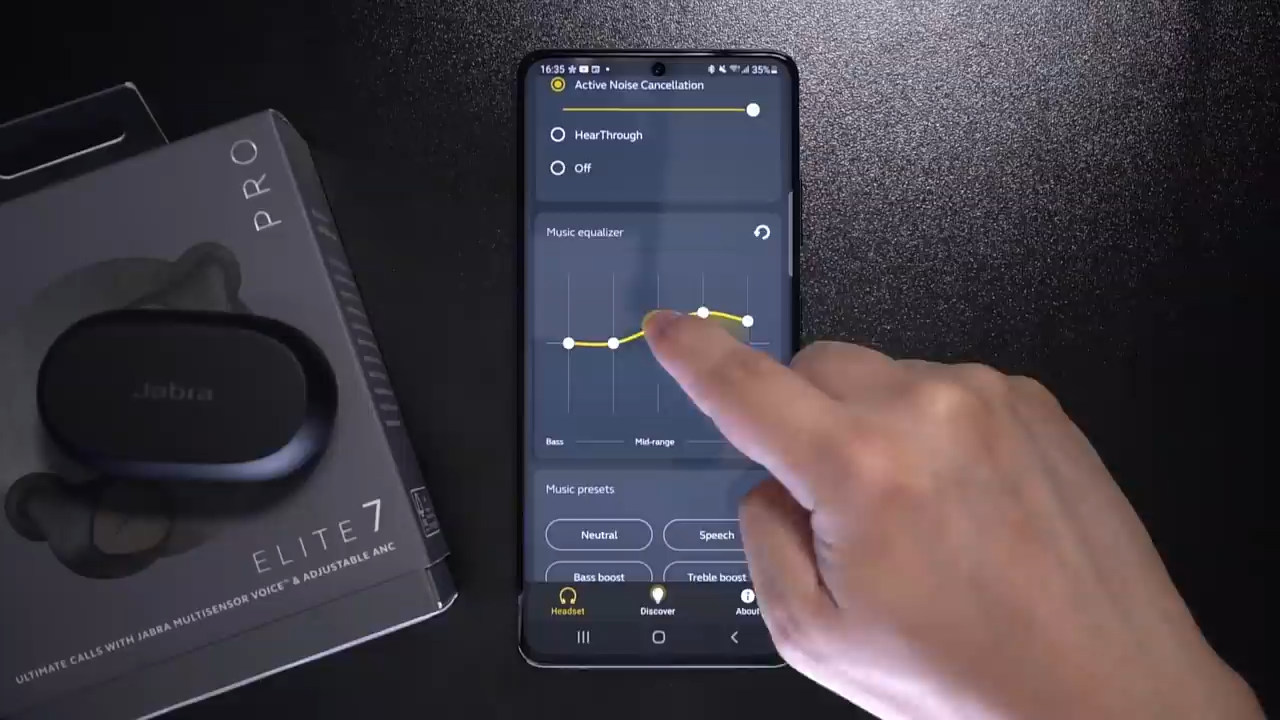 PRO
Jabra
ELITE 7
ULTIMATE CALLS WITH JABRA MULTISENSOR VOICE™ & ADJUSTABLE ANC
16:35
35%
Active Noise Cancellation
HearThrough
Off
Music equalizer
Bass
Mid-range
Music presets
Neutral
Speech
Bass boost
Treble boost
Headset
Discover
About